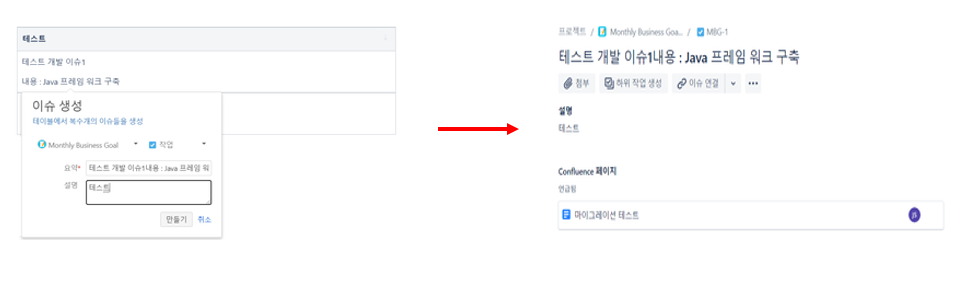 테스트
테스트 개발 이슈1
내용 : Java 프레임 워크 구축
이슈 생성
테이블에서 복수개의 이슈들을 생성
Monthly Business Goal
작업
요약*
테스트 개발 이슈1내용 : Java 프레임 워
설명
테스트
만들기
취소
프로젝트 / Monthly Business Goa... / MBG-1
테스트 개발 이슈1내용 : Java 프레임 워크 구축
첨부
하위 작업 생성
이슈 연결
설명
테스트
Confluence 페이지
언급됨
마이그레이션 테스트